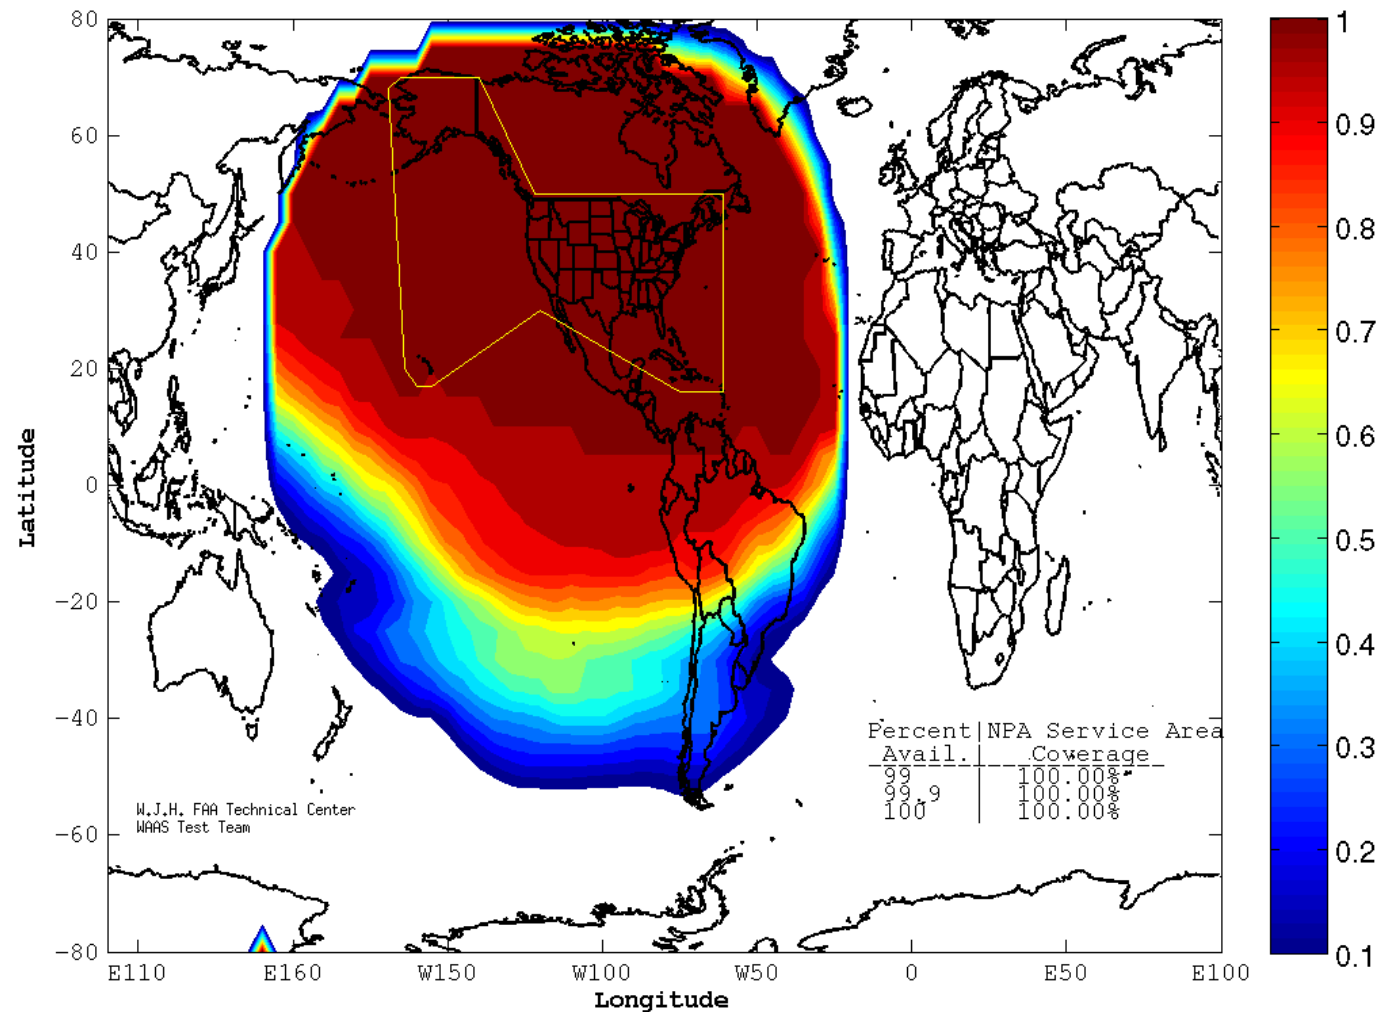 80
60
40
20
0
-20
-40
-60
-80
Latitude
E110 E160 W150 W100 W50 0 E50 E100
Longitude
W.J.H. FAA Technical Center
WAAS Test Team
Percent|NPA Service Area
Avail.| Coverage
99 | 100.00%
99.9 | 100.00%
100 | 100.00%
1
0.9
0.8
0.7
0.6
0.5
0.4
0.3
0.2
0.1